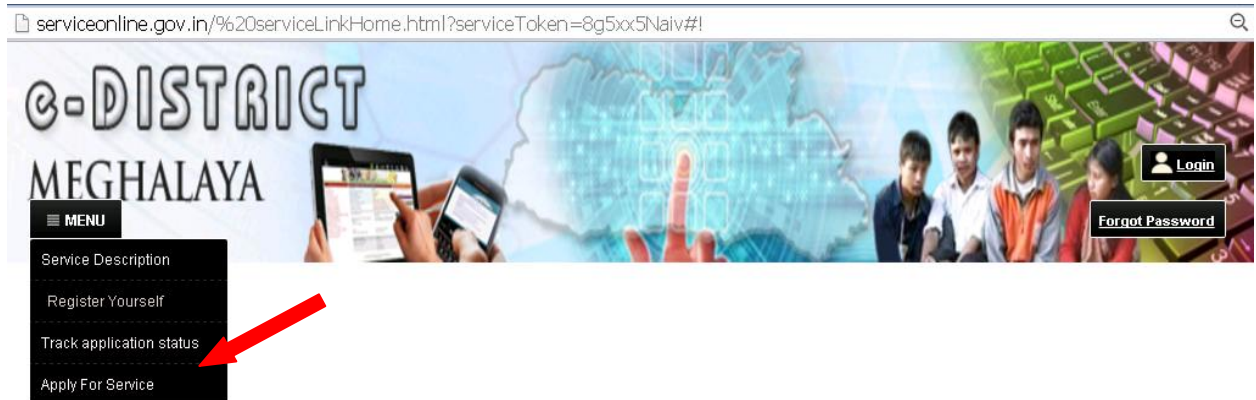 serviceonline.gov.in/%20serviceLinkHome.html?serviceToken=8g5xx5Naiv#!
e-DISTRICT
MEGHALAYA
Login
MENU
Forgot Password
Service Description
Register Yourself
Track application status
Apply For Service